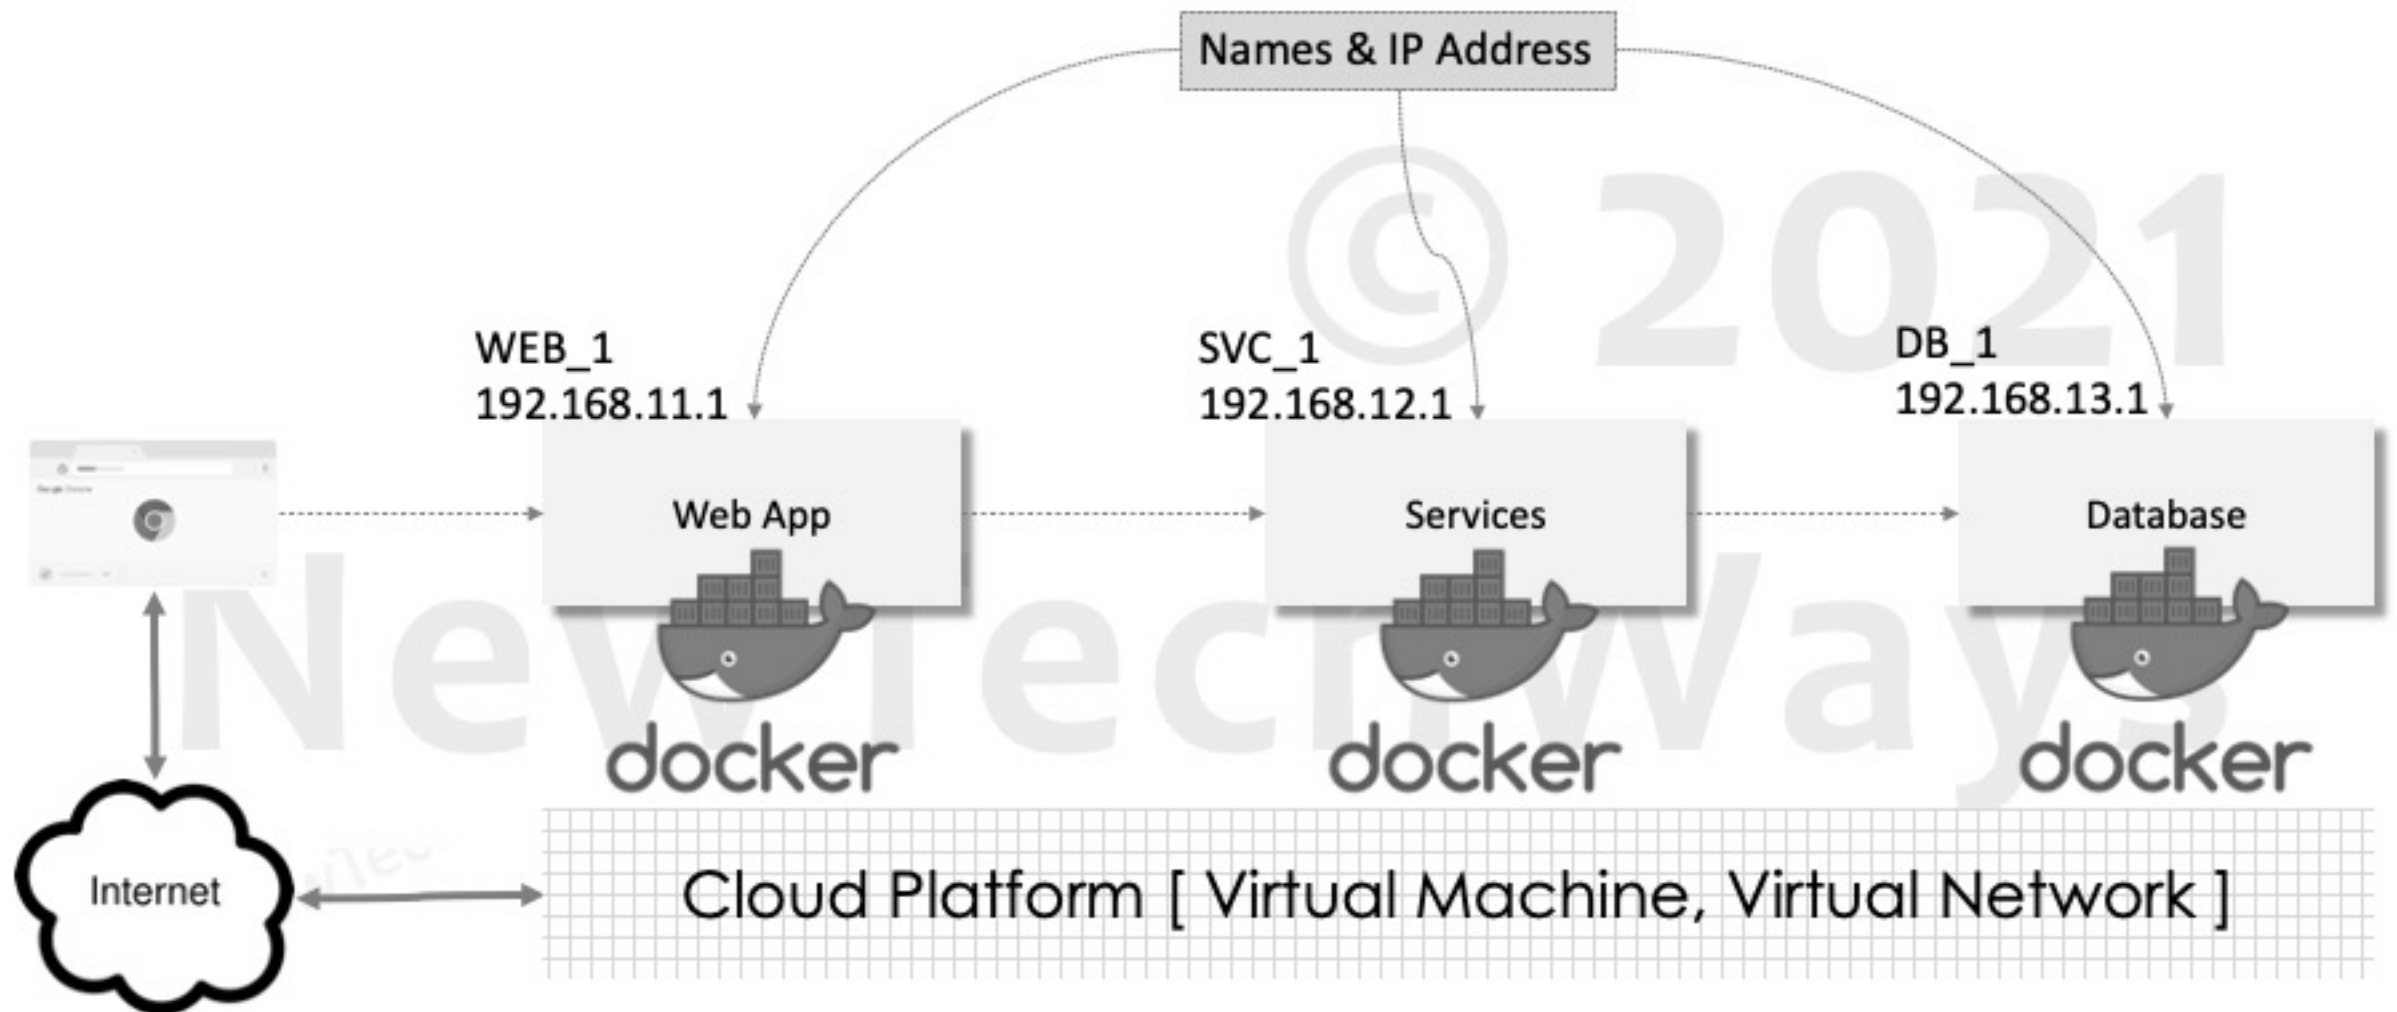 Names & IP Address
© 2021
WEB_1
192.168.11.1
SVC_1
192.168.12.1
DB_1
192.168.13.1
Web App
Services
Database
NewTechWays
docker
docker
docker
Internet
Cloud Platform [ Virtual Machine, Virtual Network ]